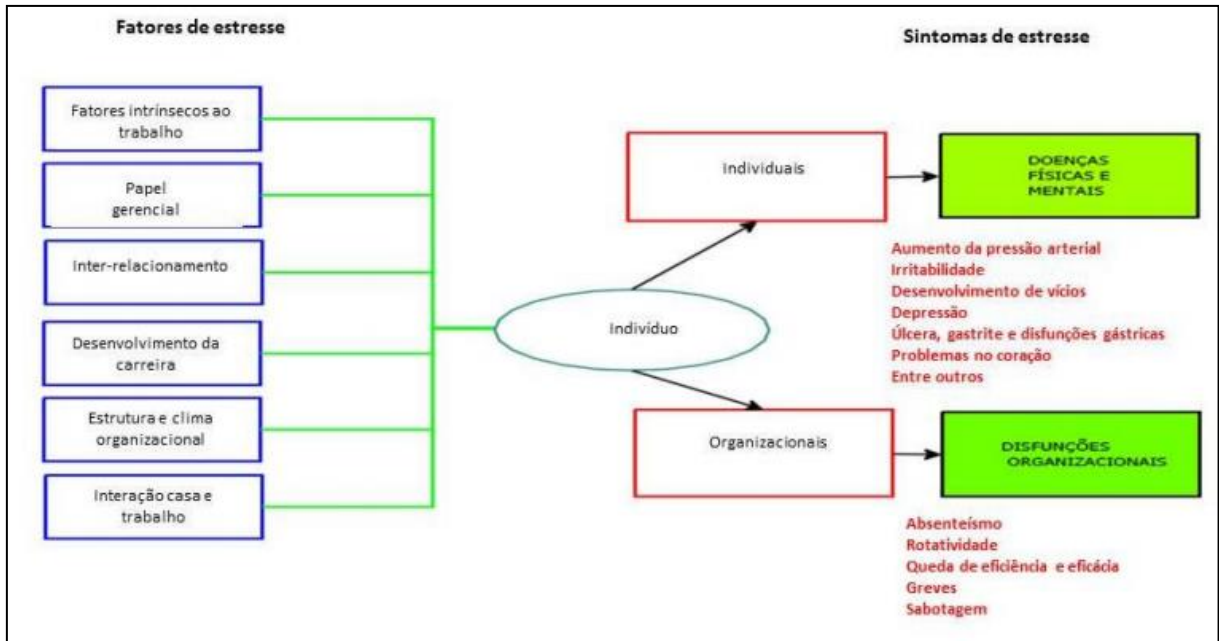 Fatores de estresse
Sintomas de estresse
Fatores intrínsecos ao
trabalho
Papel
gerencial
Inter-relacionamento
Desenvolvimento da
carreira
Estrutura e clima
organizacional
Interação casa e
trabalho
Indivíduo
Individuais
DOENÇAS
FÍSICAS E
MENTAIS
Aumento da pressão arterial
Irritabilidade
Desenvolvimento de vícios
Depressão
Úlcera, gastrite e disfunções gástricas
Problemas no coração
Entre outros
Organizacionais
DISFUNÇÕES
ORGANIZACIONAIS
Absenteísmo
Rotatividade
Queda de eficiência e eficácia
Greves
Sabotagem